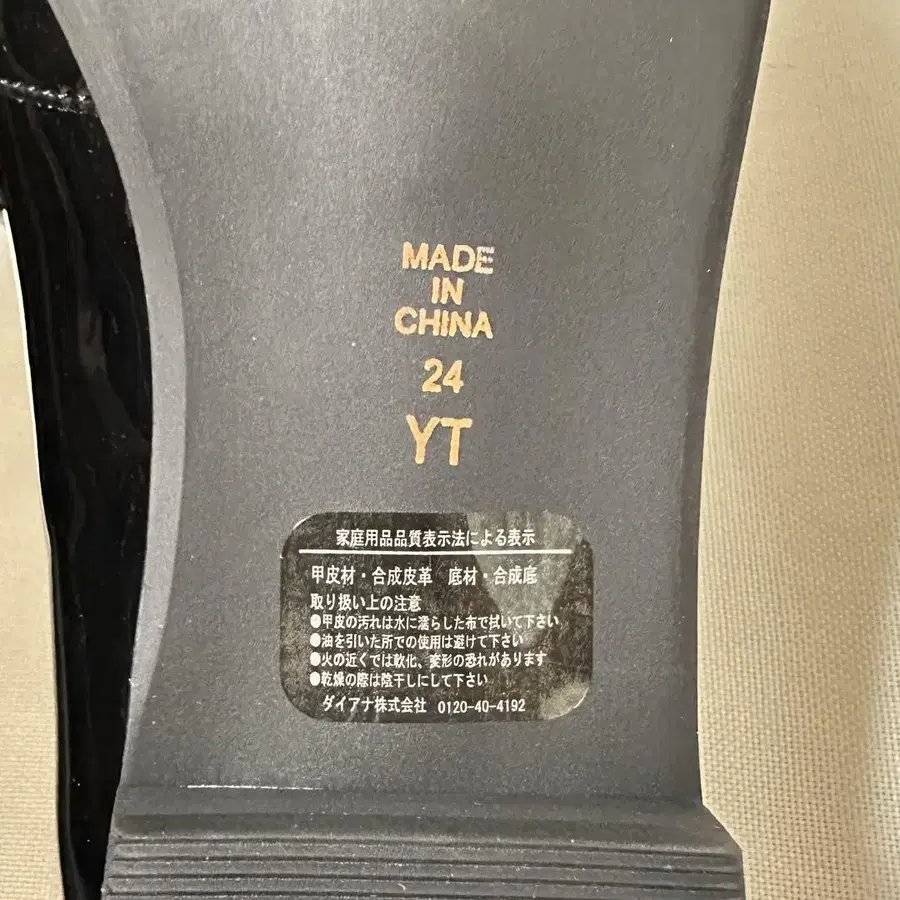 MADE
IN
CHINA
24
YT
家庭用品品質表示法による表示
甲皮材・合成皮革　底材・合成底
取り扱い上の注意
●甲皮の汚れは水に濡らした布で拭いて下さい
●油を引いた所での使用は避けて下さい
●火の近くでは軟化、変形の恐れがあります
●乾燥の際は陰干しにして下さい
ダイアナ株式会社 0120-40-4192